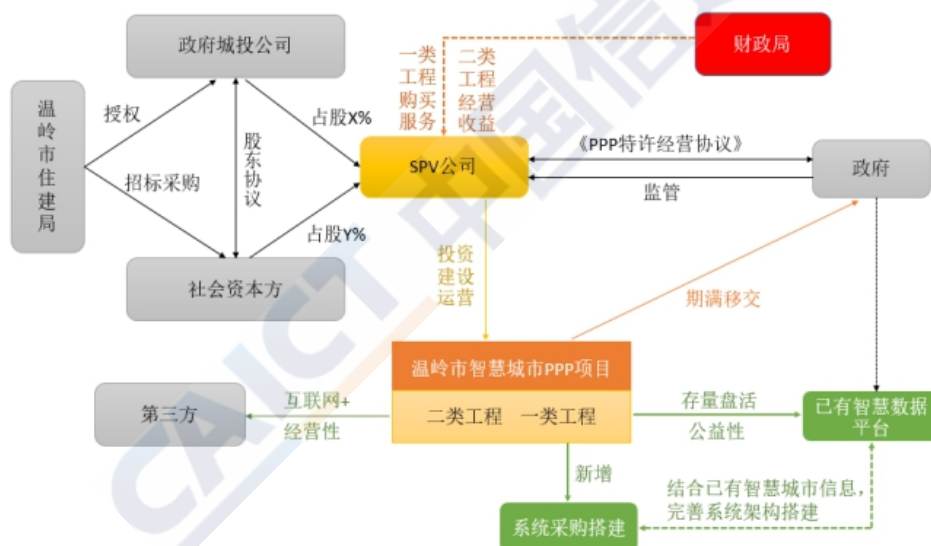 政府城投公司
财政局
一类
工程
购买
服务
二类
工程
经营
收益
温岭市住建局
授权
招标采购
股东协议
占股X%
占股Y%
SPV公司
《PPP特许经营协议》
监管
政府
社会资本方
投资
建设
运营
期满移交
温岭市智慧城市PPP项目
二类工程 一类工程
第三方
互联网+
经营性
存量盘活
公益性
已有智慧数据
平台
新增
系统采购搭建
结合已有智慧城市信息，
完善系统架构搭建
CAICT 中国信